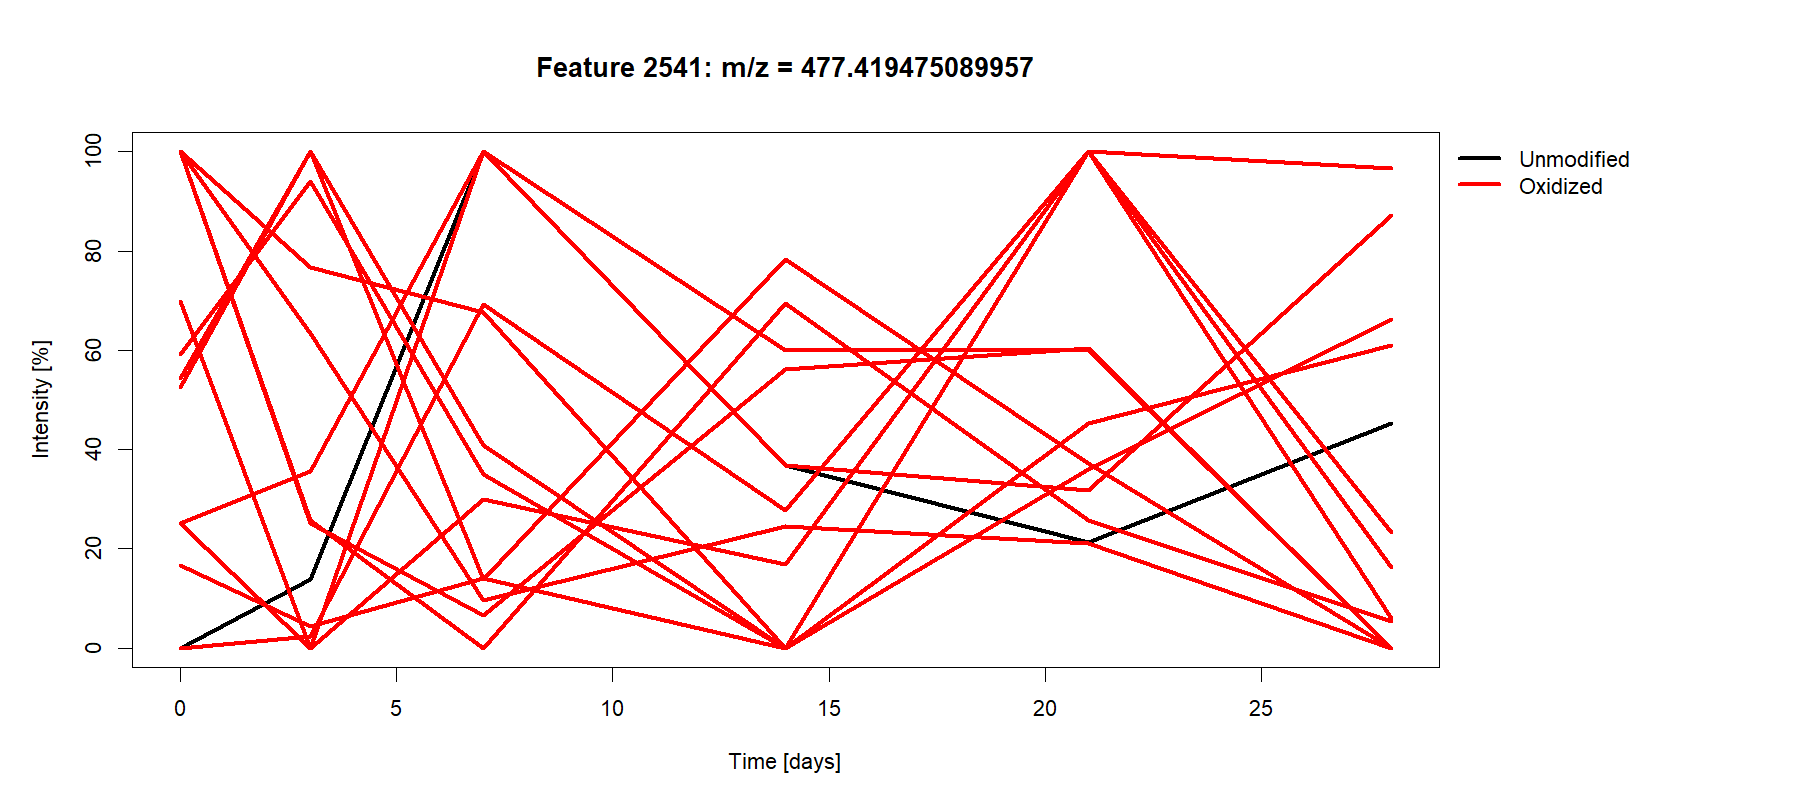 Feature 2541: m/z = 477.419475089957
Unmodified
Oxidized
Intensity [%]
100
80
60
40
20
0
0 5 10 15 20 25
Time [days]